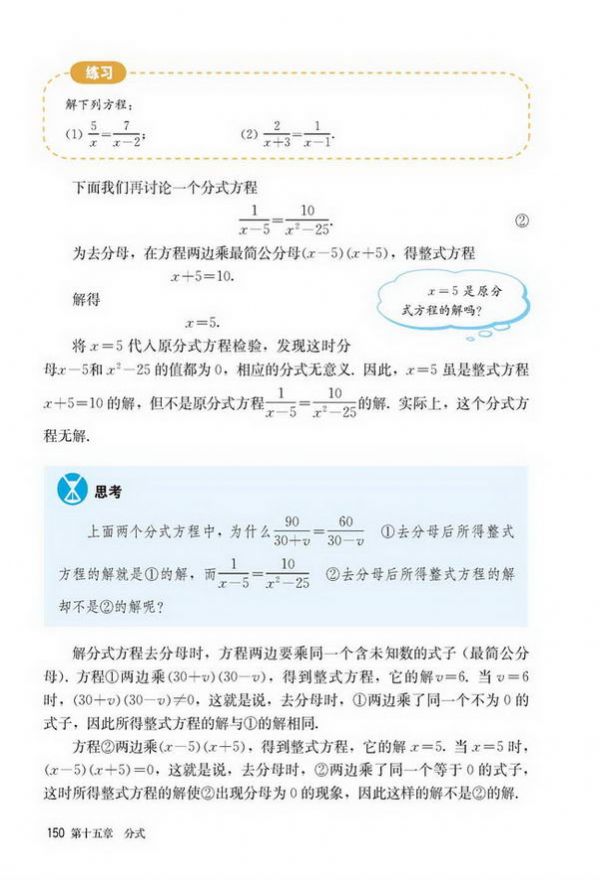 练习
解下列方程：
(1) 5/x=7/(x−2)； (2) 2/(x+3)=1/(x−1).
下面我们再讨论一个分式方程
1/(x−5)=10/(x²−25). ②
为去分母，在方程两边乘最简公分母(x−5)(x+5)，得整式方程
x+5=10.
解得
x=5.
x=5 是原分
式方程的解吗？
将 x=5 代入原分式方程检验，发现这时分
母x−5和 x²−25 的值都为 0，相应的分式无意义. 因此，x=5 虽是整式方程
x+5=10 的解，但不是原分式方程1/(x−5)=10/(x²−25)的解. 实际上，这个分式方
程无解.
思考
上面两个分式方程中，为什么90/(30+v)=60/(30−v) ①去分母后所得整式
方程的解就是①的解，而1/(x−5)=10/(x²−25) ②去分母后所得整式方程的解
却不是②的解呢？
解分式方程去分母时，方程两边要乘同一个含未知数的式子（最简公分
母）. 方程①两边乘(30+v)(30−v)，得到整式方程，它的解v=6. 当 v=6
时，(30+v)(30−v)≠0，这就是说，去分母时，①两边乘了同一个不为 0 的
式子，因此所得整式方程的解与①的解相同.
方程②两边乘(x−5)(x+5)，得到整式方程，它的解 x=5. 当 x=5 时，
(x−5)(x+5)=0，这就是说，去分母时，②两边乘了同一个等于 0 的式子，
这时所得整式方程的解使②出现分母为 0 的现象，因此这样的解不是②的解.
150 第十五章 分式